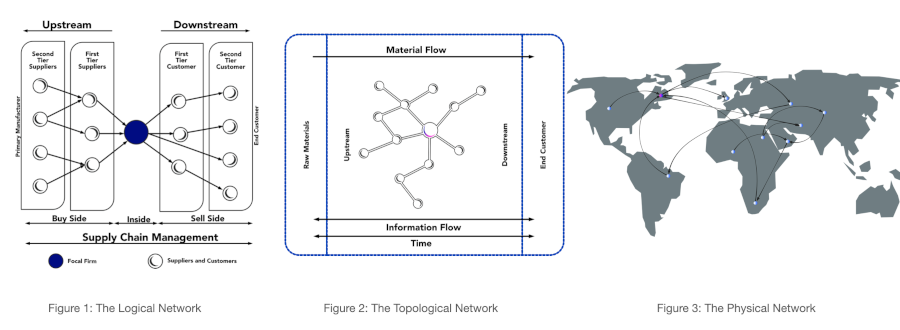 Upstream
Downstream
Second
Tier
Suppliers
First
Tier
Suppliers
First
Tier
Customer
Second
Tier
Customer
Primary Manufacturer
End Customer
Buy Side
Inside
Sell Side
Supply Chain Management
Focal Firm
Suppliers and Customers
Figure 1: The Logical Network
Material Flow
Raw Materials
Upstream
Downstream
End Customer
Information Flow
Time
Figure 2: The Topological Network
Figure 3: The Physical Network